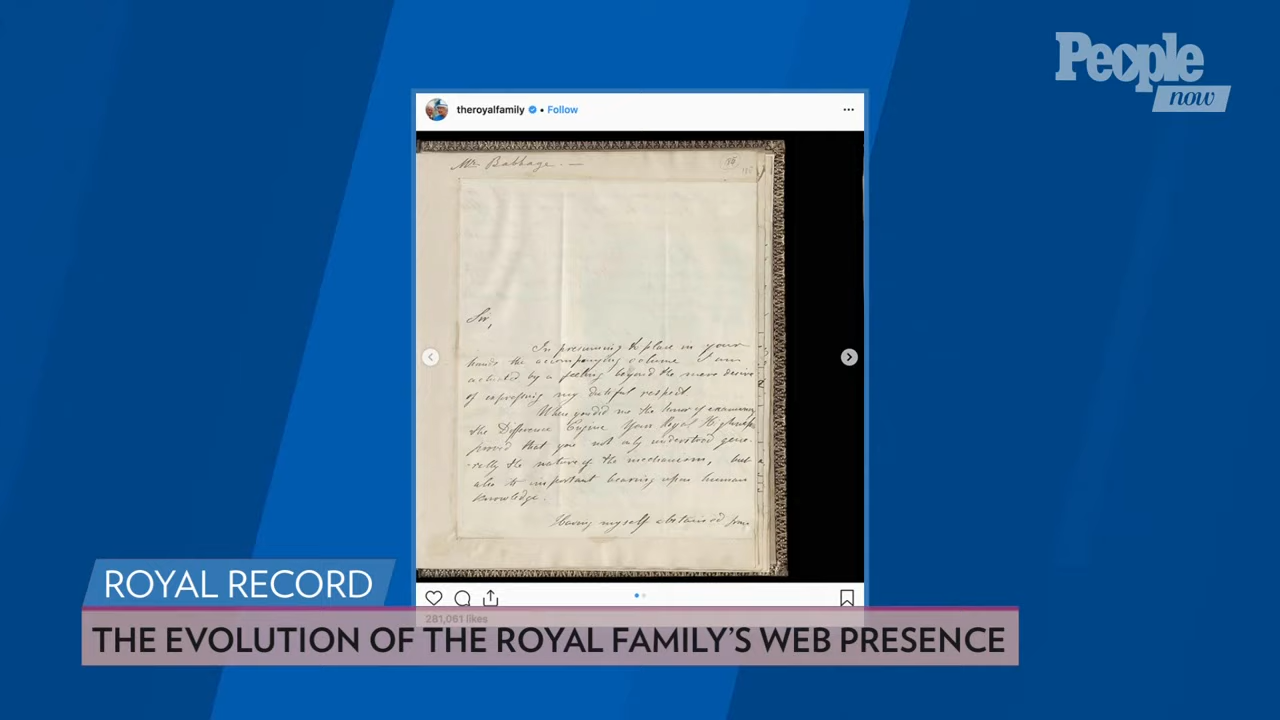 People
now
theroyalfamily • Follow
Mr. Babbage. —
Sir,
In presuming to place in your
hands the accompanying volume I am
actuated by a feeling beyond the mere desire
of expressing my dutiful respect.
When you did me the honor of examining
the Difference Engine Your Royal Highness
proved that you not only understood gene-
-rally the nature of the mechanism, but
also its important bearing upon human
knowledge.
Having myself abstained from
281,061 likes
ROYAL RECORD
THE EVOLUTION OF THE ROYAL FAMILY'S WEB PRESENCE